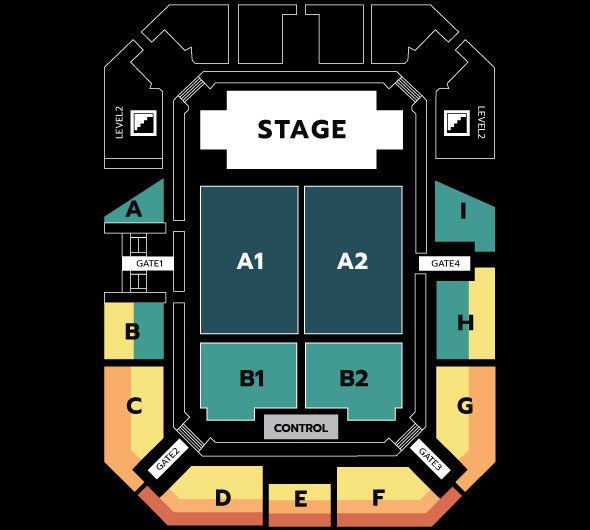 LEVEL2
LEVEL2
STAGE
A
I
A1
A2
GATE1
GATE4
B
H
B1
B2
C
G
CONTROL
GATE2
GATE3
D
E
F